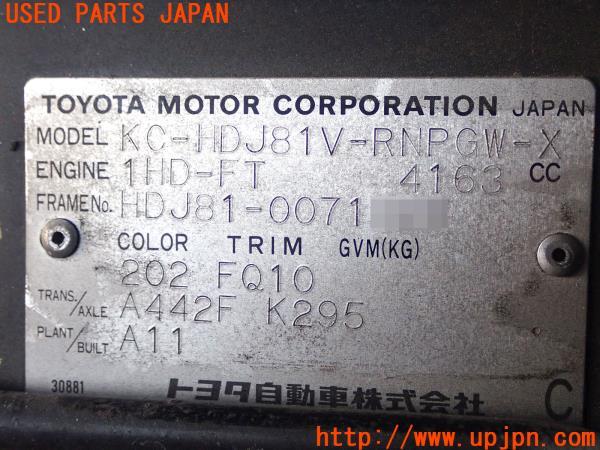 USED PARTS JAPAN
TOYOTA MOTOR CORPORATION JAPAN
MODEL KC-HDJ81V-RNPGW-X
ENGINE 1HD-FT 4163 CC
FRAME No. HDJ81-0071
COLOR TRIM GVM(KG)
202 FQ10
TRANS./AXLE A442F K295
PLANT/BUILT A11
30881 トヨタ自動車株式会社 C
http://www.upjpn.com